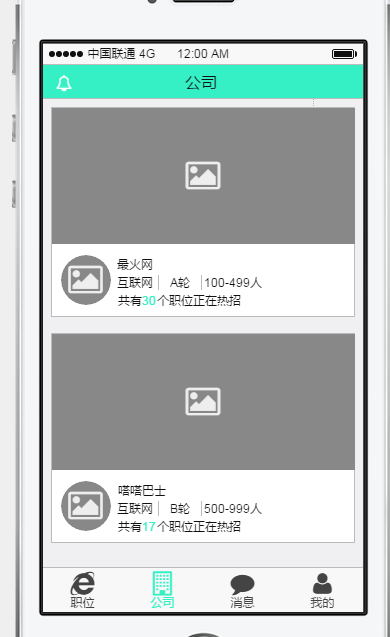 中国联通 4G 12:00 AM
公司
最火网
互联网 A轮 100-499人
共有30个职位正在热招
嗒嗒巴士
互联网 B轮 500-999人
共有17个职位正在热招
职位 公司 消息 我的